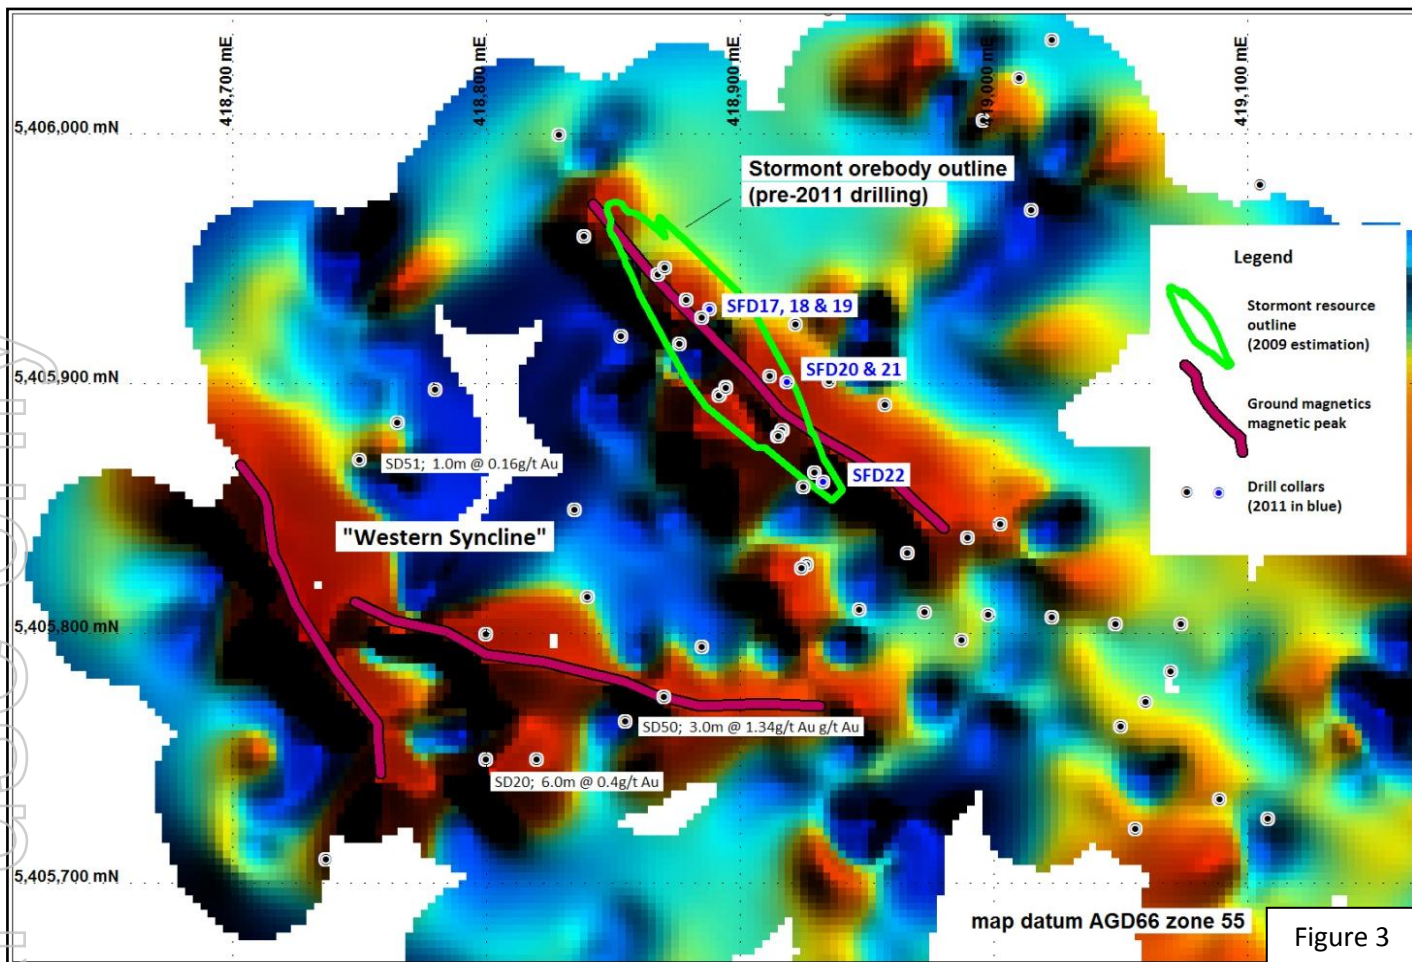 418,700 mE
418,800 mE
418,900 mE
419,000 mE
419,100 mE
5,406,000 mN
Stormont orebody outline
(pre-2011 drilling)
Legend
Stormont resource
outline
(2009 estimation)
SFD17, 18 & 19
SFD20 & 21
5,405,900 mN
Ground magnetics
magnetic peak
SD51; 1.0m @ 0.16g/t Au
SFD22
Drill collars
(2011 in blue)
"Western Syncline"
5,405,800 mN
SD50; 3.0m @ 1.34g/t Au g/t Au
SD20; 6.0m @ 0.4g/t Au
5,405,700 mN
map datum AGD66 zone 55
Figure 3